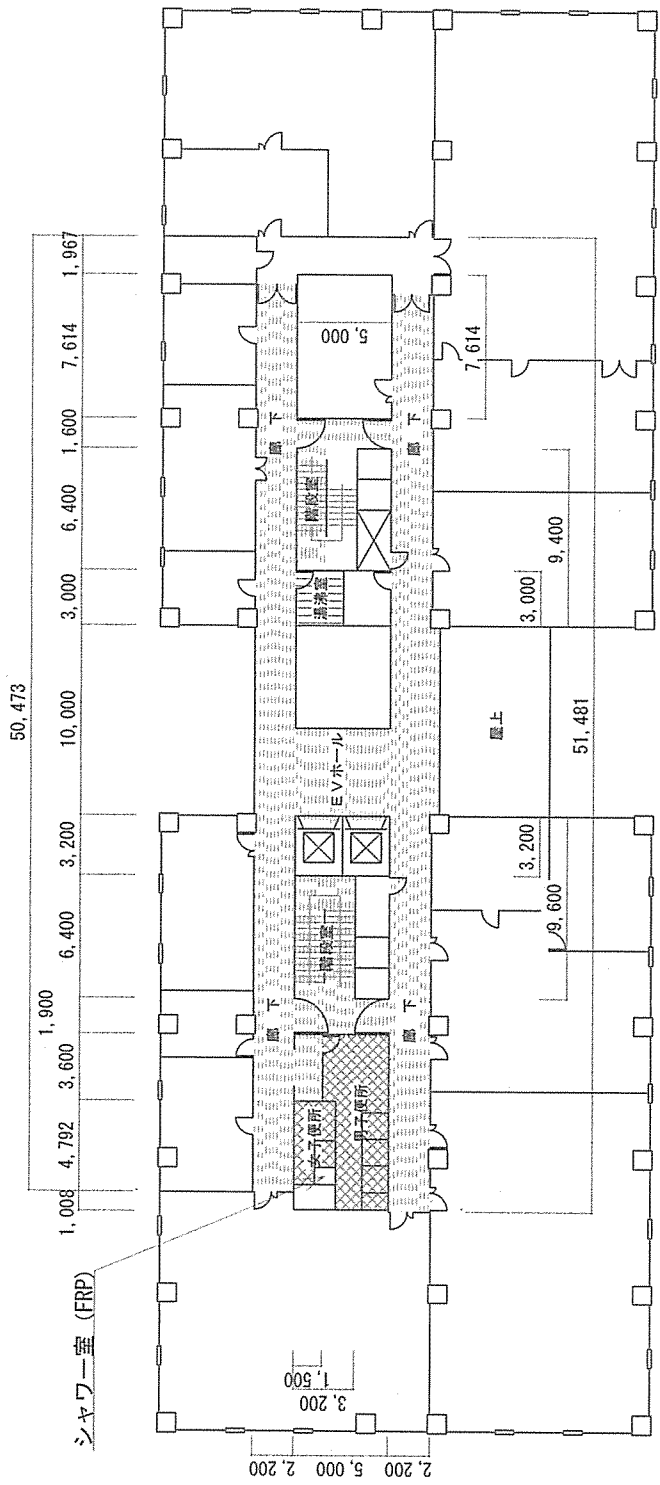 シャワー室 (FRP)
50,473
1,008
4,792
3,600
1,900
6,400
3,200
10,000
3,000
6,400
1,600
7,614
1,967
2,200
5,000
2,200
3,200
1,500
廊下
廊下
女子便所
男子便所
階段室
EVホール
湯沸室
階段室
5,000
廊下
廊下
屋上
9,600
3,200
3,000
9,400
7,614
51,481